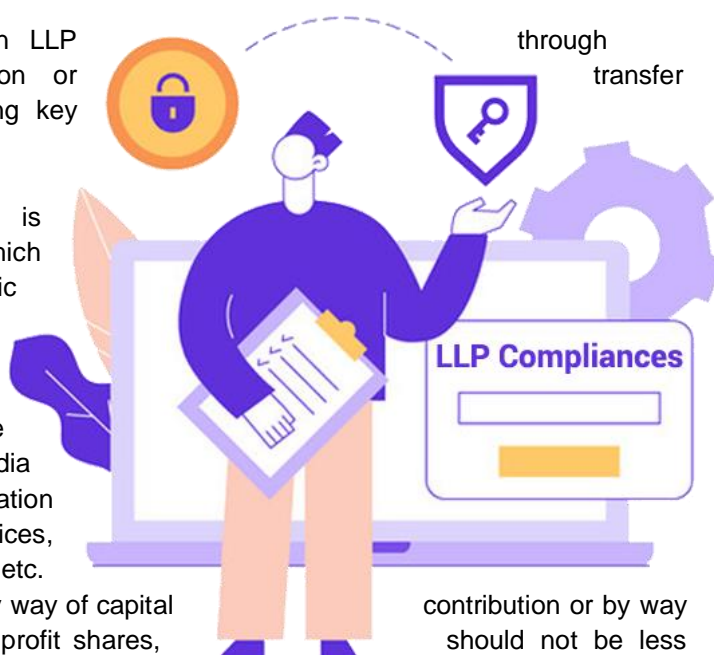 LLP through
on or transfer
ng key
is
hich
ic
LLP Compliances
e
dia
ation
ices,
etc.
way of capital contribution or by way
profit shares, should not be less